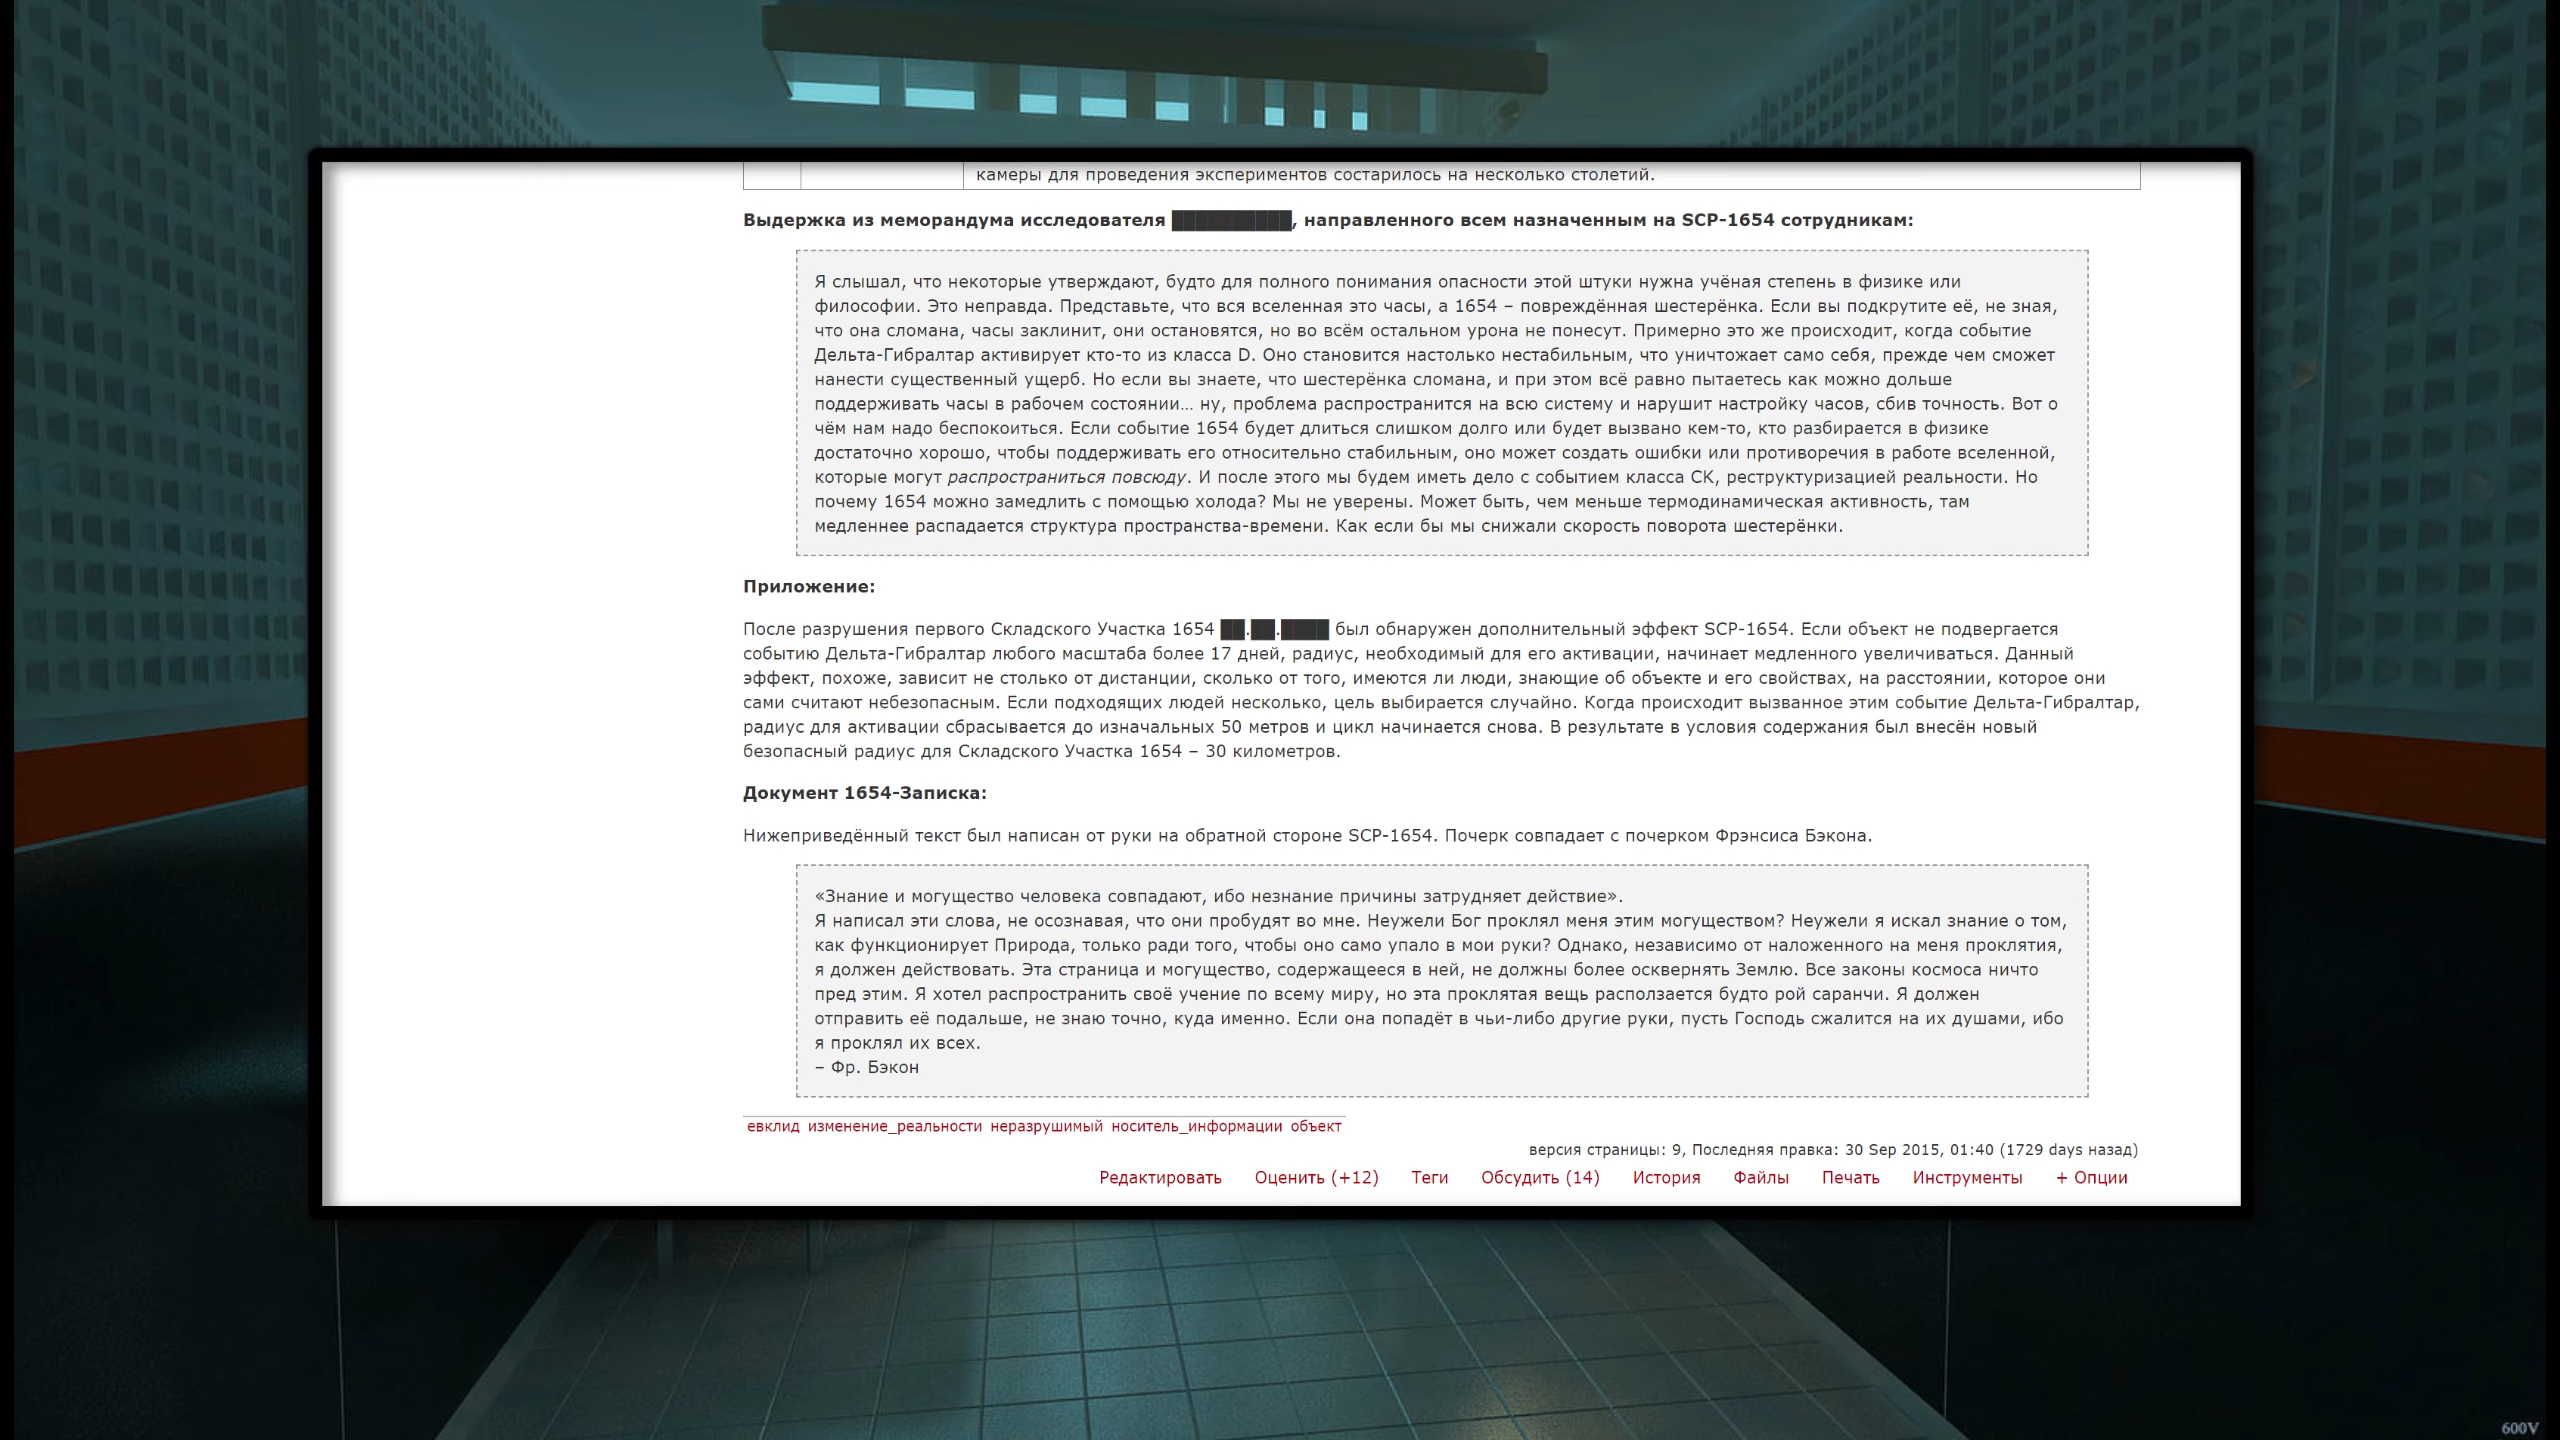 камеры для проведения экспериментов состарилось на несколько столетий.
Выдержка из меморандума исследователя ██████████, направленного всем назначенным на SCP-1654 сотрудникам:
Я слышал, что некоторые утверждают, будто для полного понимания опасности этой штуки нужна учёная степень в физике или
философии. Это неправда. Представьте, что вся вселенная это часы, а 1654 – повреждённая шестерёнка. Если вы подкрутите её, не зная,
что она сломана, часы заклинит, они остановятся, но во всём остальном урона не понесут. Примерно это же происходит, когда событие
Дельта-Гибралтар активирует кто-то из класса D. Оно становится настолько нестабильным, что уничтожает само себя, прежде чем сможет
нанести существенный ущерб. Но если вы знаете, что шестерёнка сломана, и при этом всё равно пытаетесь как можно дольше
поддерживать часы в рабочем состоянии… ну, проблема распространится на всю систему и нарушит настройку часов, сбив точность. Вот о
чём нам надо беспокоиться. Если событие 1654 будет длиться слишком долго или будет вызвано кем-то, кто разбирается в физике
достаточно хорошо, чтобы поддерживать его относительно стабильным, оно может создать ошибки или противоречия в работе вселенной,
которые могут распространиться повсюду. И после этого мы будем иметь дело с событием класса СК, реструктуризацией реальности. Но
почему 1654 можно замедлить с помощью холода? Мы не уверены. Может быть, чем меньше термодинамическая активность, там
медленнее распадается структура пространства-времени. Как если бы мы снижали скорость поворота шестерёнки.
Приложение:
После разрушения первого Складского Участка 1654 ██.██.████ был обнаружен дополнительный эффект SCP-1654. Если объект не подвергается
событию Дельта-Гибралтар любого масштаба более 17 дней, радиус, необходимый для его активации, начинает медленного увеличиваться. Данный
эффект, похоже, зависит не столько от дистанции, сколько от того, имеются ли люди, знающие об объекте и его свойствах, на расстоянии, которое они
сами считают небезопасным. Если подходящих людей несколько, цель выбирается случайно. Когда происходит вызванное этим событие Дельта-Гибралтар,
радиус для активации сбрасывается до изначальных 50 метров и цикл начинается снова. В результате в условия содержания был внесён новый
безопасный радиус для Складского Участка 1654 – 30 километров.
Документ 1654-Записка:
Нижеприведённый текст был написан от руки на обратной стороне SCP-1654. Почерк совпадает с почерком Фрэнсиса Бэкона.
«Знание и могущество человека совпадают, ибо незнание причины затрудняет действие».
Я написал эти слова, не осознавая, что они пробудят во мне. Неужели Бог проклял меня этим могуществом? Неужели я искал знание о том,
как функционирует Природа, только ради того, чтобы оно само упало в мои руки? Однако, независимо от наложенного на меня проклятия,
я должен действовать. Эта страница и могущество, содержащееся в ней, не должны более осквернять Землю. Все законы космоса ничто
пред этим. Я хотел распространить своё учение по всему миру, но эта проклятая вещь расползается будто рой саранчи. Я должен
отправить её подальше, не знаю точно, куда именно. Если она попадёт в чьи-либо другие руки, пусть Господь сжалится на их душами, ибо
я проклял их всех.
– Фр. Бэкон
евклид изменение_реальности неразрушимый носитель_информации объект
версия страницы: 9, Последняя правка: 30 Sep 2015, 01:40 (1729 days назад)
Редактировать Оценить (+12) Теги Обсудить (14) История Файлы Печать Инструменты + Опции
600V